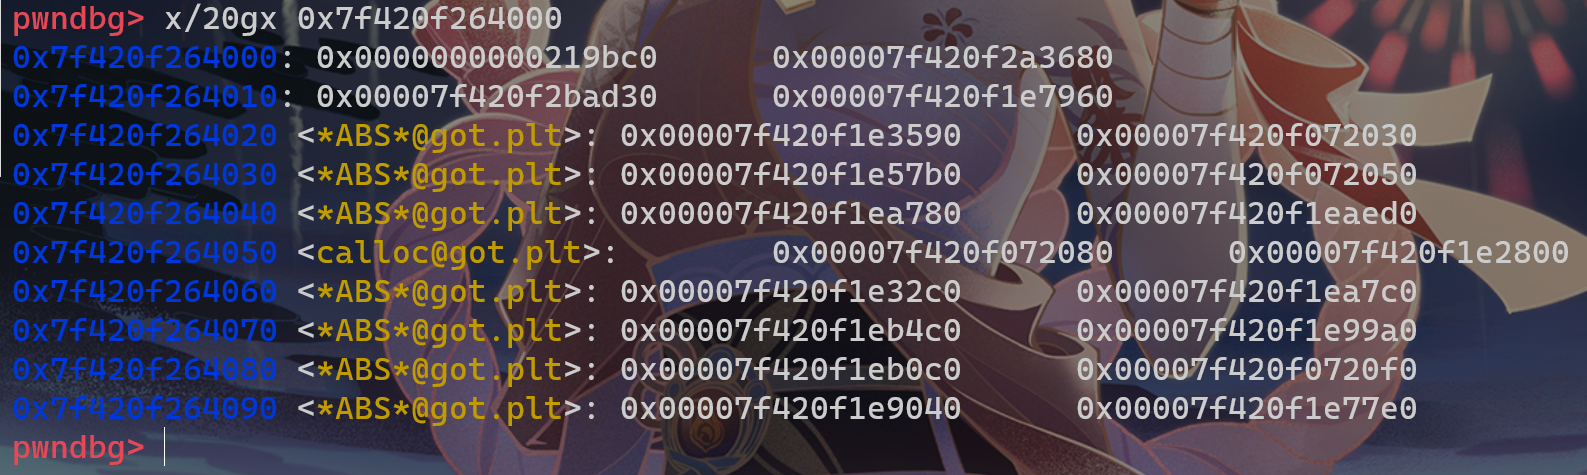 pwndbg> x/20gx 0x7f420f264000
0x7f420f264000: 0x0000000000219bc0 0x00007f420f2a3680
0x7f420f264010: 0x00007f420f2bad30 0x00007f420f1e7960
0x7f420f264020 <*ABS*@got.plt>: 0x00007f420f1e3590 0x00007f420f072030
0x7f420f264030 <*ABS*@got.plt>: 0x00007f420f1e57b0 0x00007f420f072050
0x7f420f264040 <*ABS*@got.plt>: 0x00007f420f1ea780 0x00007f420f1eaed0
0x7f420f264050 <calloc@got.plt>: 0x00007f420f072080 0x00007f420f1e2800
0x7f420f264060 <*ABS*@got.plt>: 0x00007f420f1e32c0 0x00007f420f1ea7c0
0x7f420f264070 <*ABS*@got.plt>: 0x00007f420f1eb4c0 0x00007f420f1e99a0
0x7f420f264080 <*ABS*@got.plt>: 0x00007f420f1eb0c0 0x00007f420f0720f0
0x7f420f264090 <*ABS*@got.plt>: 0x00007f420f1e9040 0x00007f420f1e77e0
pwndbg>